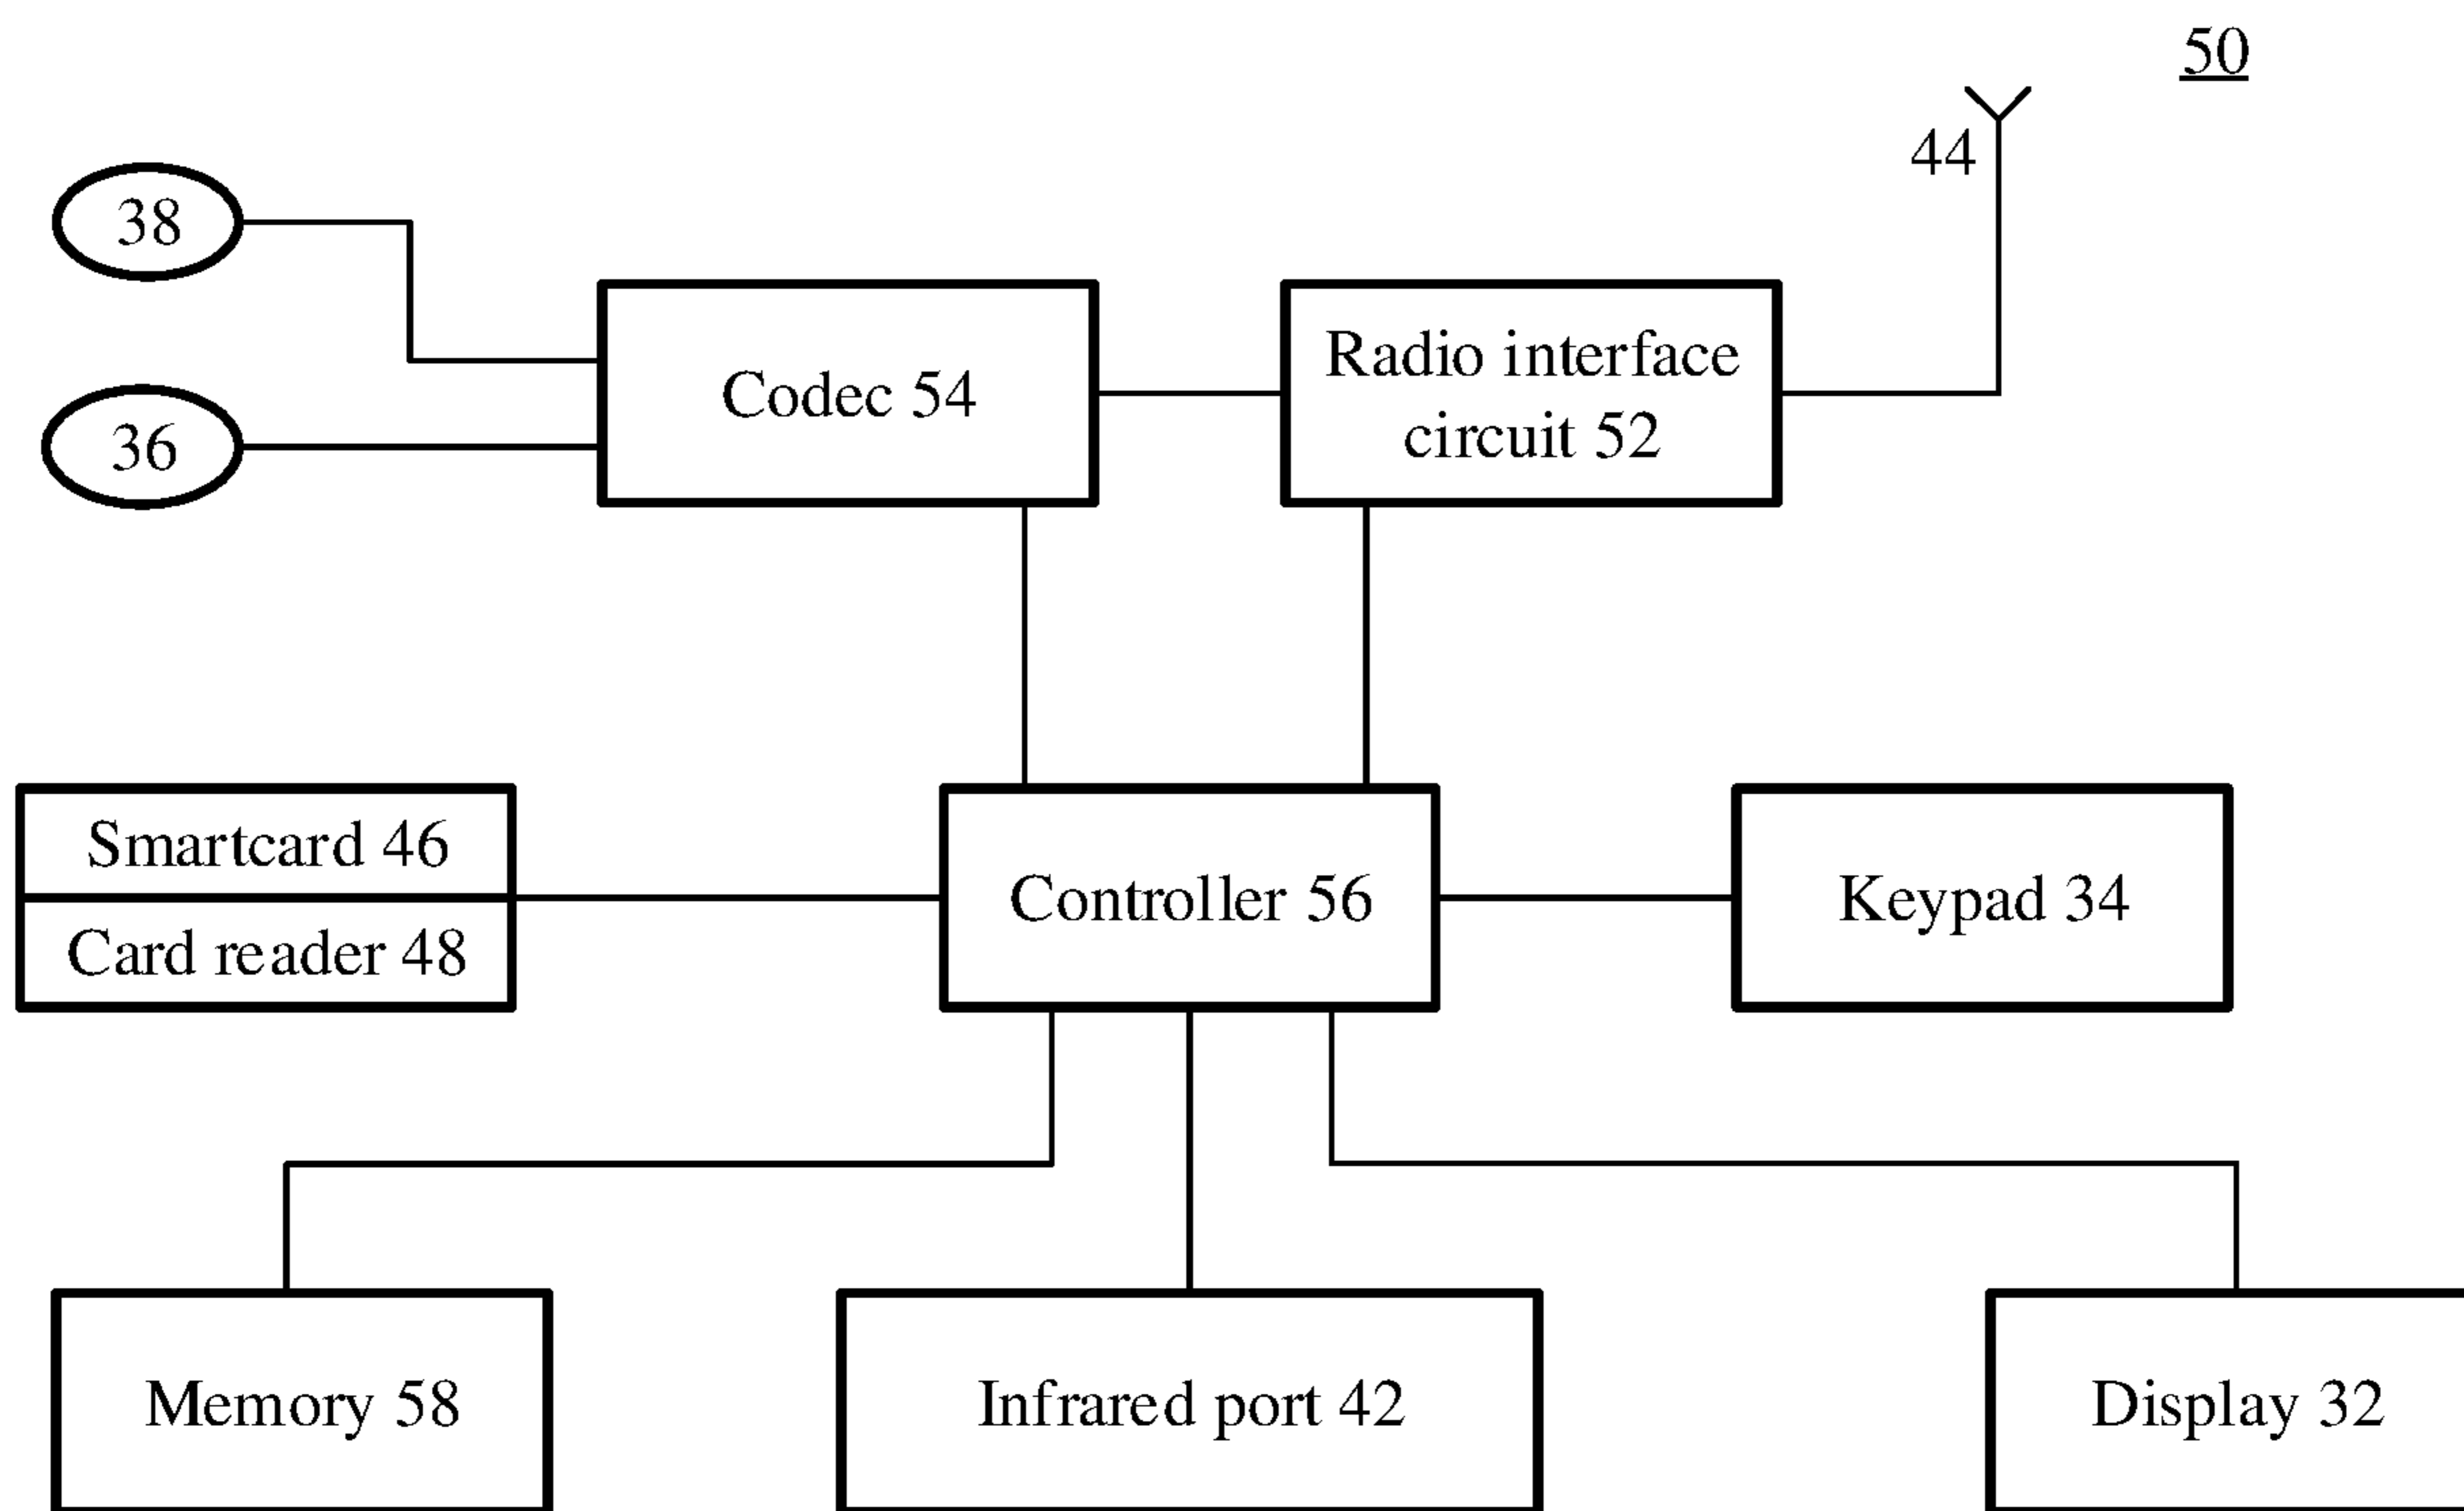 50
44
38
Codec 54
Radio interface
circuit 52
36
Smartcard 46
Card reader 48
Controller 56
Keypad 34
Memory 58
Infrared port 42
Display 32